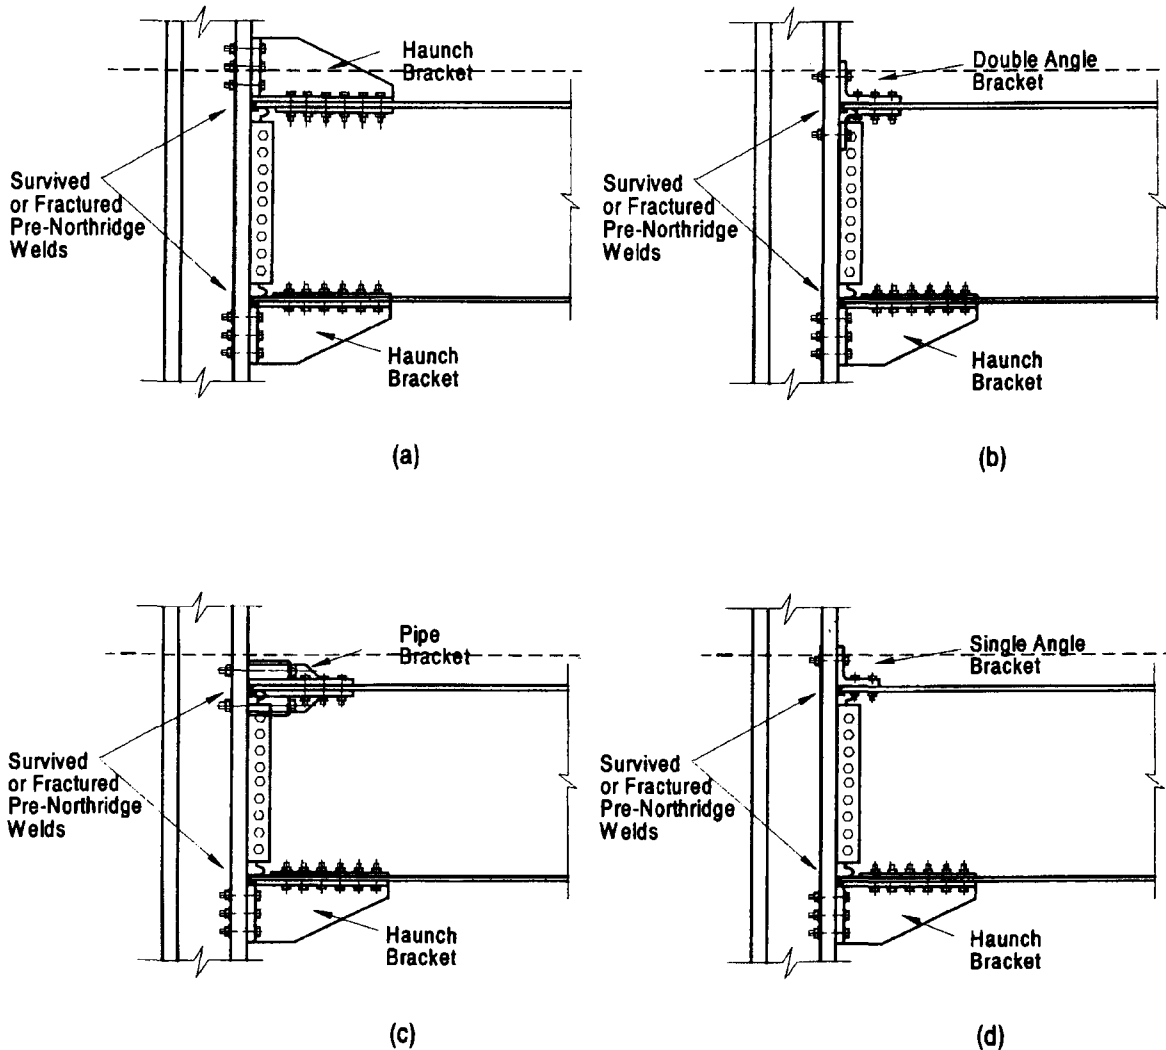 Haunch
Bracket
Survived
or Fractured
Pre-Northridge
Welds
Haunch
Bracket
(a)
Double Angle
Bracket
Survived
or Fractured
Pre-Northridge
Welds
Haunch
Bracket
(b)
Pipe
Bracket
Survived
or Fractured
Pre-Northridge
Welds
Haunch
Bracket
(c)
Single Angle
Bracket
Survived
or Fractured
Pre-Northridge
Welds
Haunch
Bracket
(d)